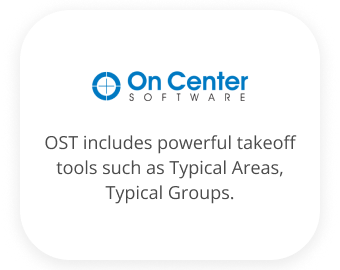 On Center
SOFTWARE
OST includes powerful takeoff
tools such as Typical Areas,
Typical Groups.